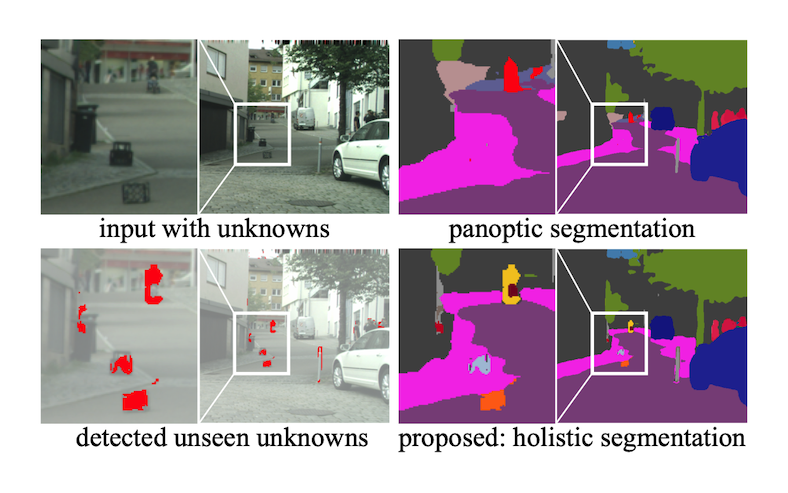 input with unknowns
panoptic segmentation
detected unseen unknowns
proposed: holistic segmentation